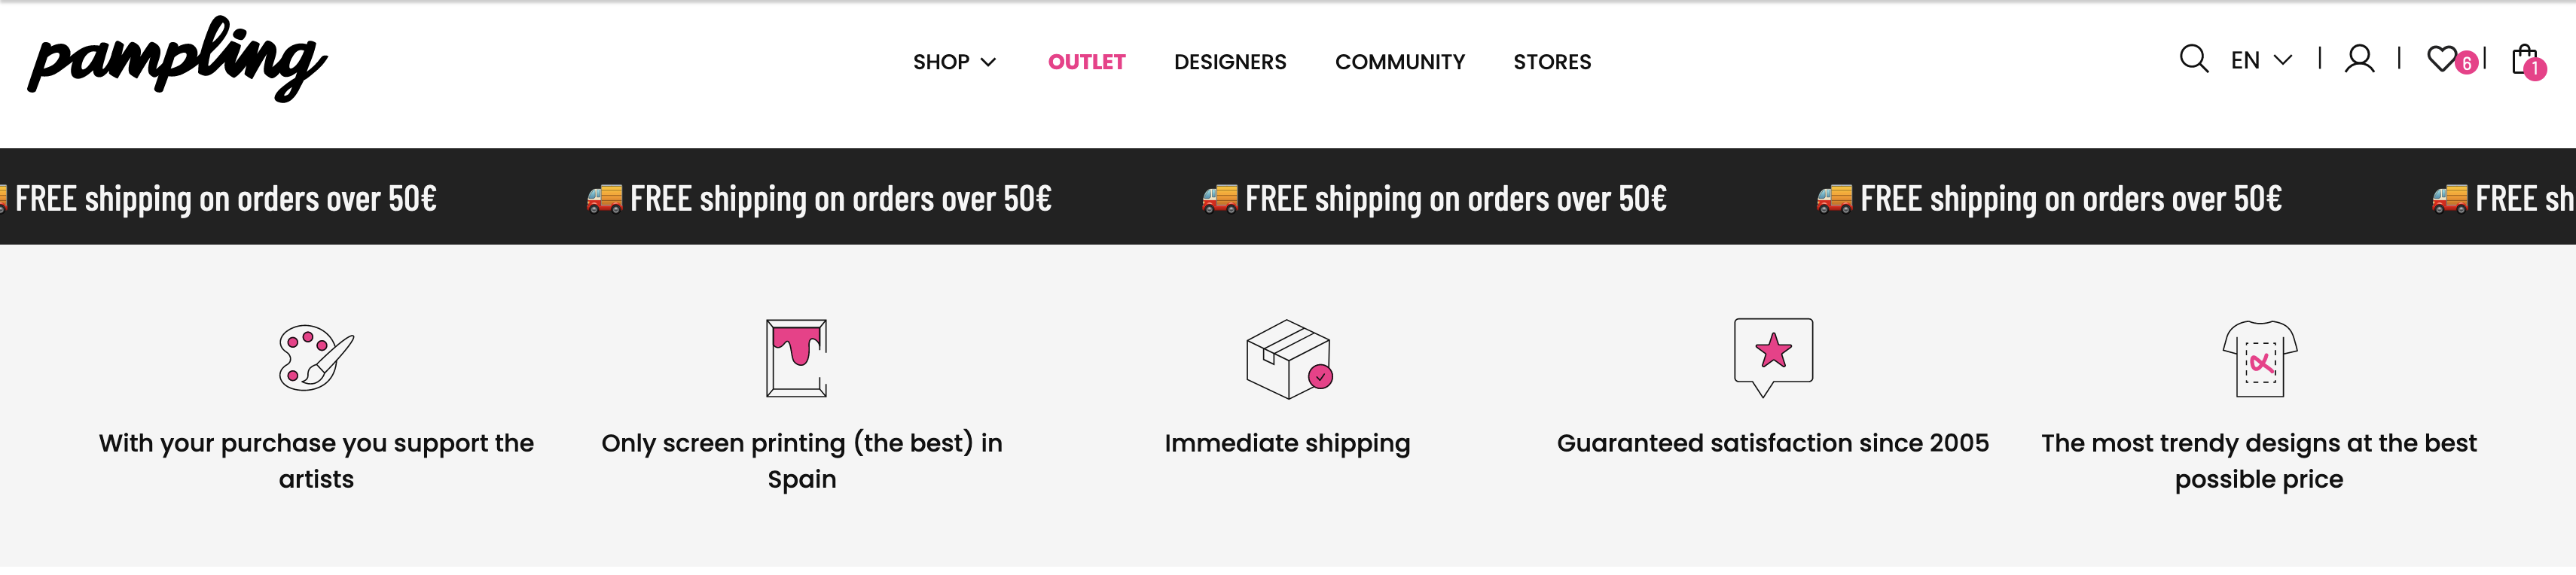 pampling
SHOP OUTLET DESIGNERS COMMUNITY STORES
EN 6 1
FREE shipping on orders over 50€ FREE shipping on orders over 50€ FREE shipping on orders over 50€ FREE shipping on orders over 50€ FREE sh
With your purchase you support the
artists
Only screen printing (the best) in
Spain
Immediate shipping
Guaranteed satisfaction since 2005
The most trendy designs at the best
possible price